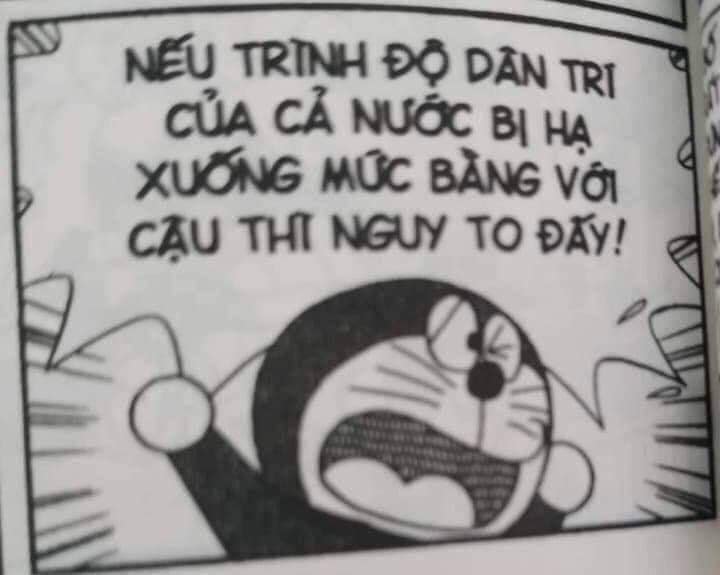 NẾU TRÌNH ĐỘ DÂN TRÍ
CỦA CẢ NƯỚC BỊ HẠ
XUỐNG MỨC BẰNG VỚI
CẬU THÌ NGUY TO ĐẤY!